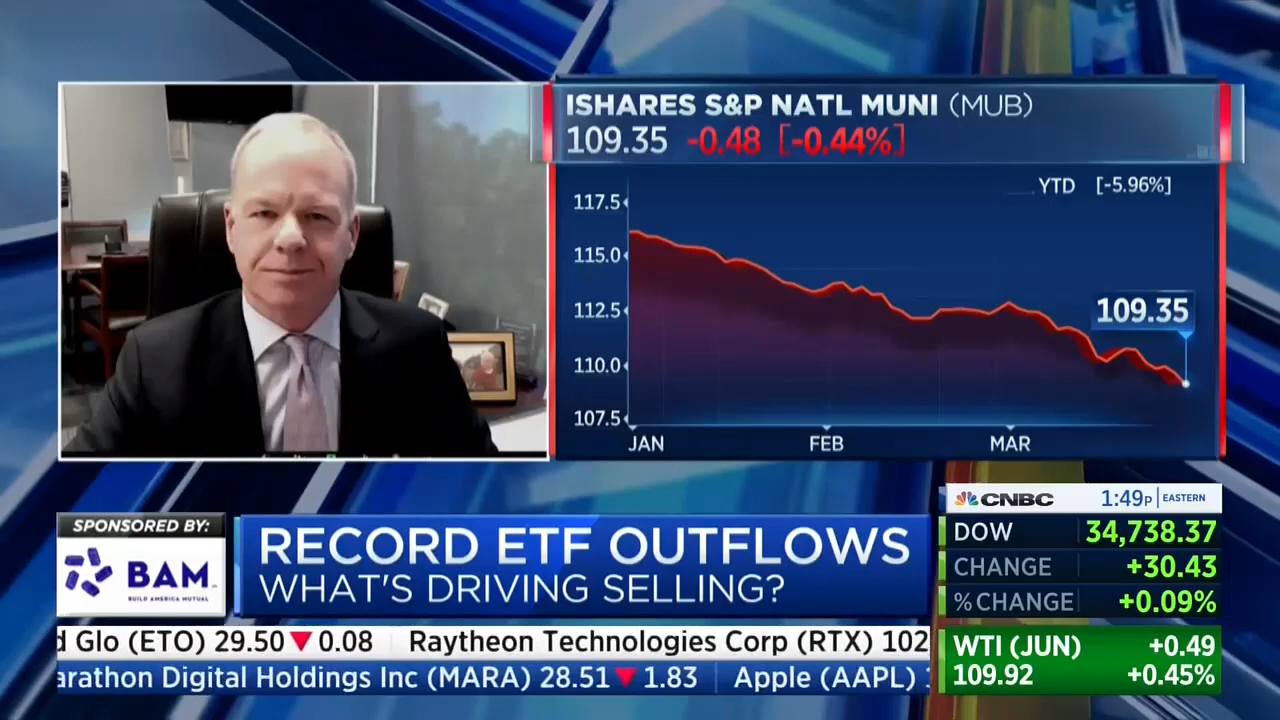 ISHARES S&P NATL MUNI (MUB)
109.35 -0.48 [-0.44%]
YTD [-5.96%]
117.5
115.0
112.5
110.0
107.5
109.35
JAN FEB MAR
SPONSORED BY:
BAM
BUILD AMERICA MUTUAL
RECORD ETF OUTFLOWS
WHAT'S DRIVING SELLING?
CNBC 1:49P EASTERN
DOW 34,738.37
CHANGE +30.43
% CHANGE +0.09%
WTI (JUN) +0.49
109.92 +0.45%
d Glo (ETO) 29.50 ▼ 0.08 Raytheon Technologies Corp (RTX) 102
arathon Digital Holdings Inc (MARA) 28.51 ▼ 1.83 Apple (AAPL) 1